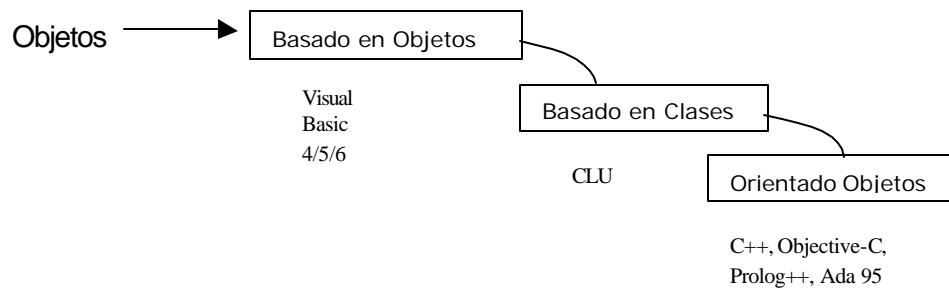 Objetos
Basado en Objetos
Visual
Basic
4/5/6
Basado en Clases
CLU
Orientado Objetos
C++, Objective-C,
Prolog++, Ada 95